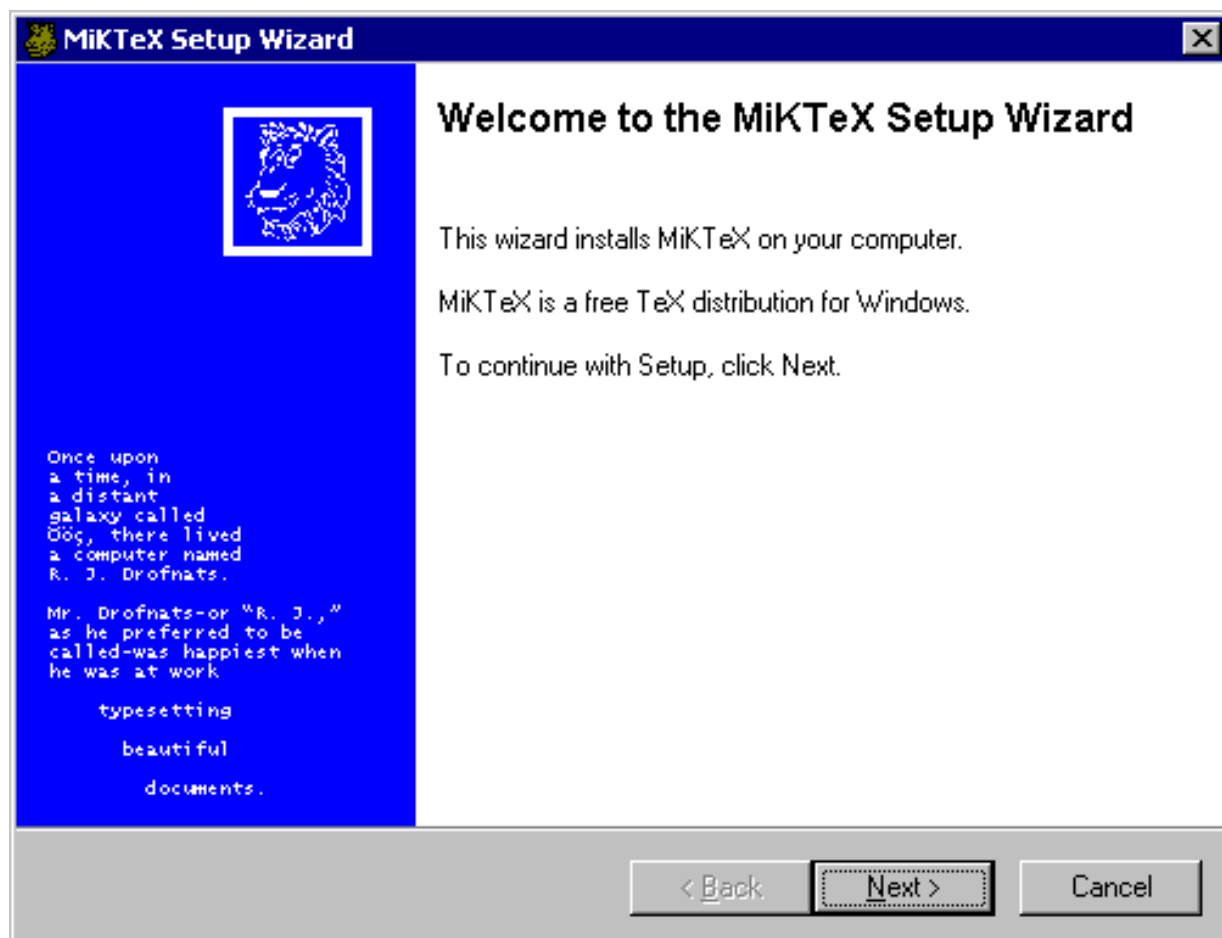 MiKTeX Setup Wizard
Welcome to the MiKTeX Setup Wizard
This wizard installs MiKTeX on your computer.
MiKTeX is a free TeX distribution for Windows.
To continue with Setup, click Next.
Once upon
a time, in
a distant
galaxy called
Ööç, there lived
a computer named
R. J. Drofnats.
Mr. Drofnats-or "R. J.,"
as he preferred to be
called-was happiest when
he was at work
typesetting
beautiful
documents.
< Back
Next >
Cancel